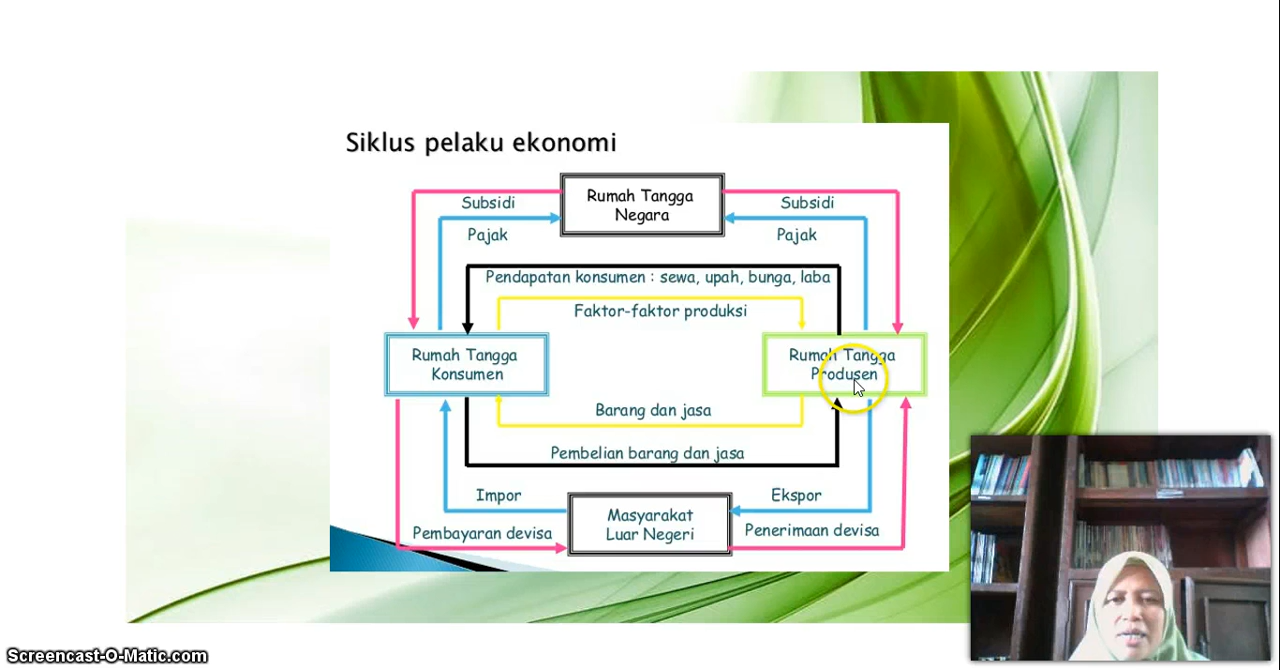 Siklus pelaku ekonomi
Rumah Tangga
Negara
Subsidi
Subsidi
Pajak
Pajak
Pendapatan konsumen : sewa, upah, bunga, laba
Faktor-faktor produksi
Rumah Tangga
Konsumen
Rumah Tangga
Produsen
Barang dan jasa
Pembelian barang dan jasa
Impor
Ekspor
Masyarakat
Luar Negeri
Pembayaran devisa
Penerimaan devisa
Screencast-O-Matic.com